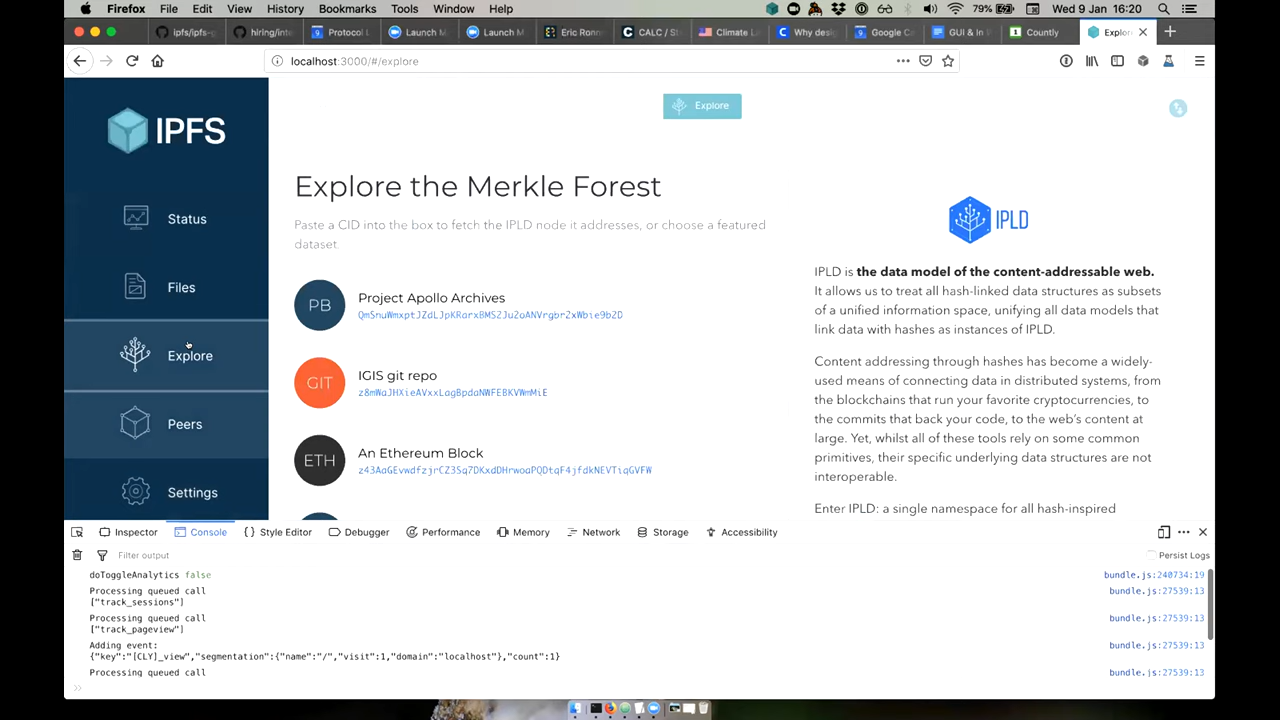 Firefox File Edit View History Bookmarks Tools Window Help 79% Wed 9 Jan 16:20
ipfs/ipfs-g hiring/inte Protocol L Launch M Launch M Eric Ronn CALC / St Climate L Why desig Google Ca GUI & In W Countly Explo
localhost:3000/#/explore
IPFS
Status
Files
Explore
Peers
Settings
Explore
Explore the Merkle Forest
Paste a CID into the box to fetch the IPLD node it addresses, or choose a featured
dataset.
PB
Project Apollo Archives
QmSnuWmxptJZdLJpKRarxBMS2Ju2oANVrgbr2xWbie9b2D
GIT
IGIS git repo
z8mWaJHXieAVxxLagBpdaNWFEBKVWmMiE
ETH
An Ethereum Block
z43AaGEvwdfzjrCZ3Sq7DKxdDHrwoaPQDtqF4jfdkNEVTiqGVFW
IPLD
IPLD is the data model of the content-addressable web.
It allows us to treat all hash-linked data structures as subsets
of a unified information space, unifying all data models that
link data with hashes as instances of IPLD.
Content addressing through hashes has become a widely-
used means of connecting data in distributed systems, from
the blockchains that run your favorite cryptocurrencies, to
the commits that back your code, to the web's content at
large. Yet, whilst all of these tools rely on some common
primitives, their specific underlying data structures are not
interoperable.
Enter IPLD: a single namespace for all hash-inspired
Inspector Console Style Editor Debugger Performance Memory Network Storage Accessibility
Filter output Persist Logs
doToggleAnalytics false bundle.js:240734:19
Processing queued call bundle.js:27539:13
["track_sessions"]
Processing queued call bundle.js:27539:13
["track_pageview"]
Adding event: bundle.js:27539:13
{"key":"[CLY]_view","segmentation":{"name":"/","visit":1,"domain":"localhost"},"count":1}
Processing queued call bundle.js:27539:13